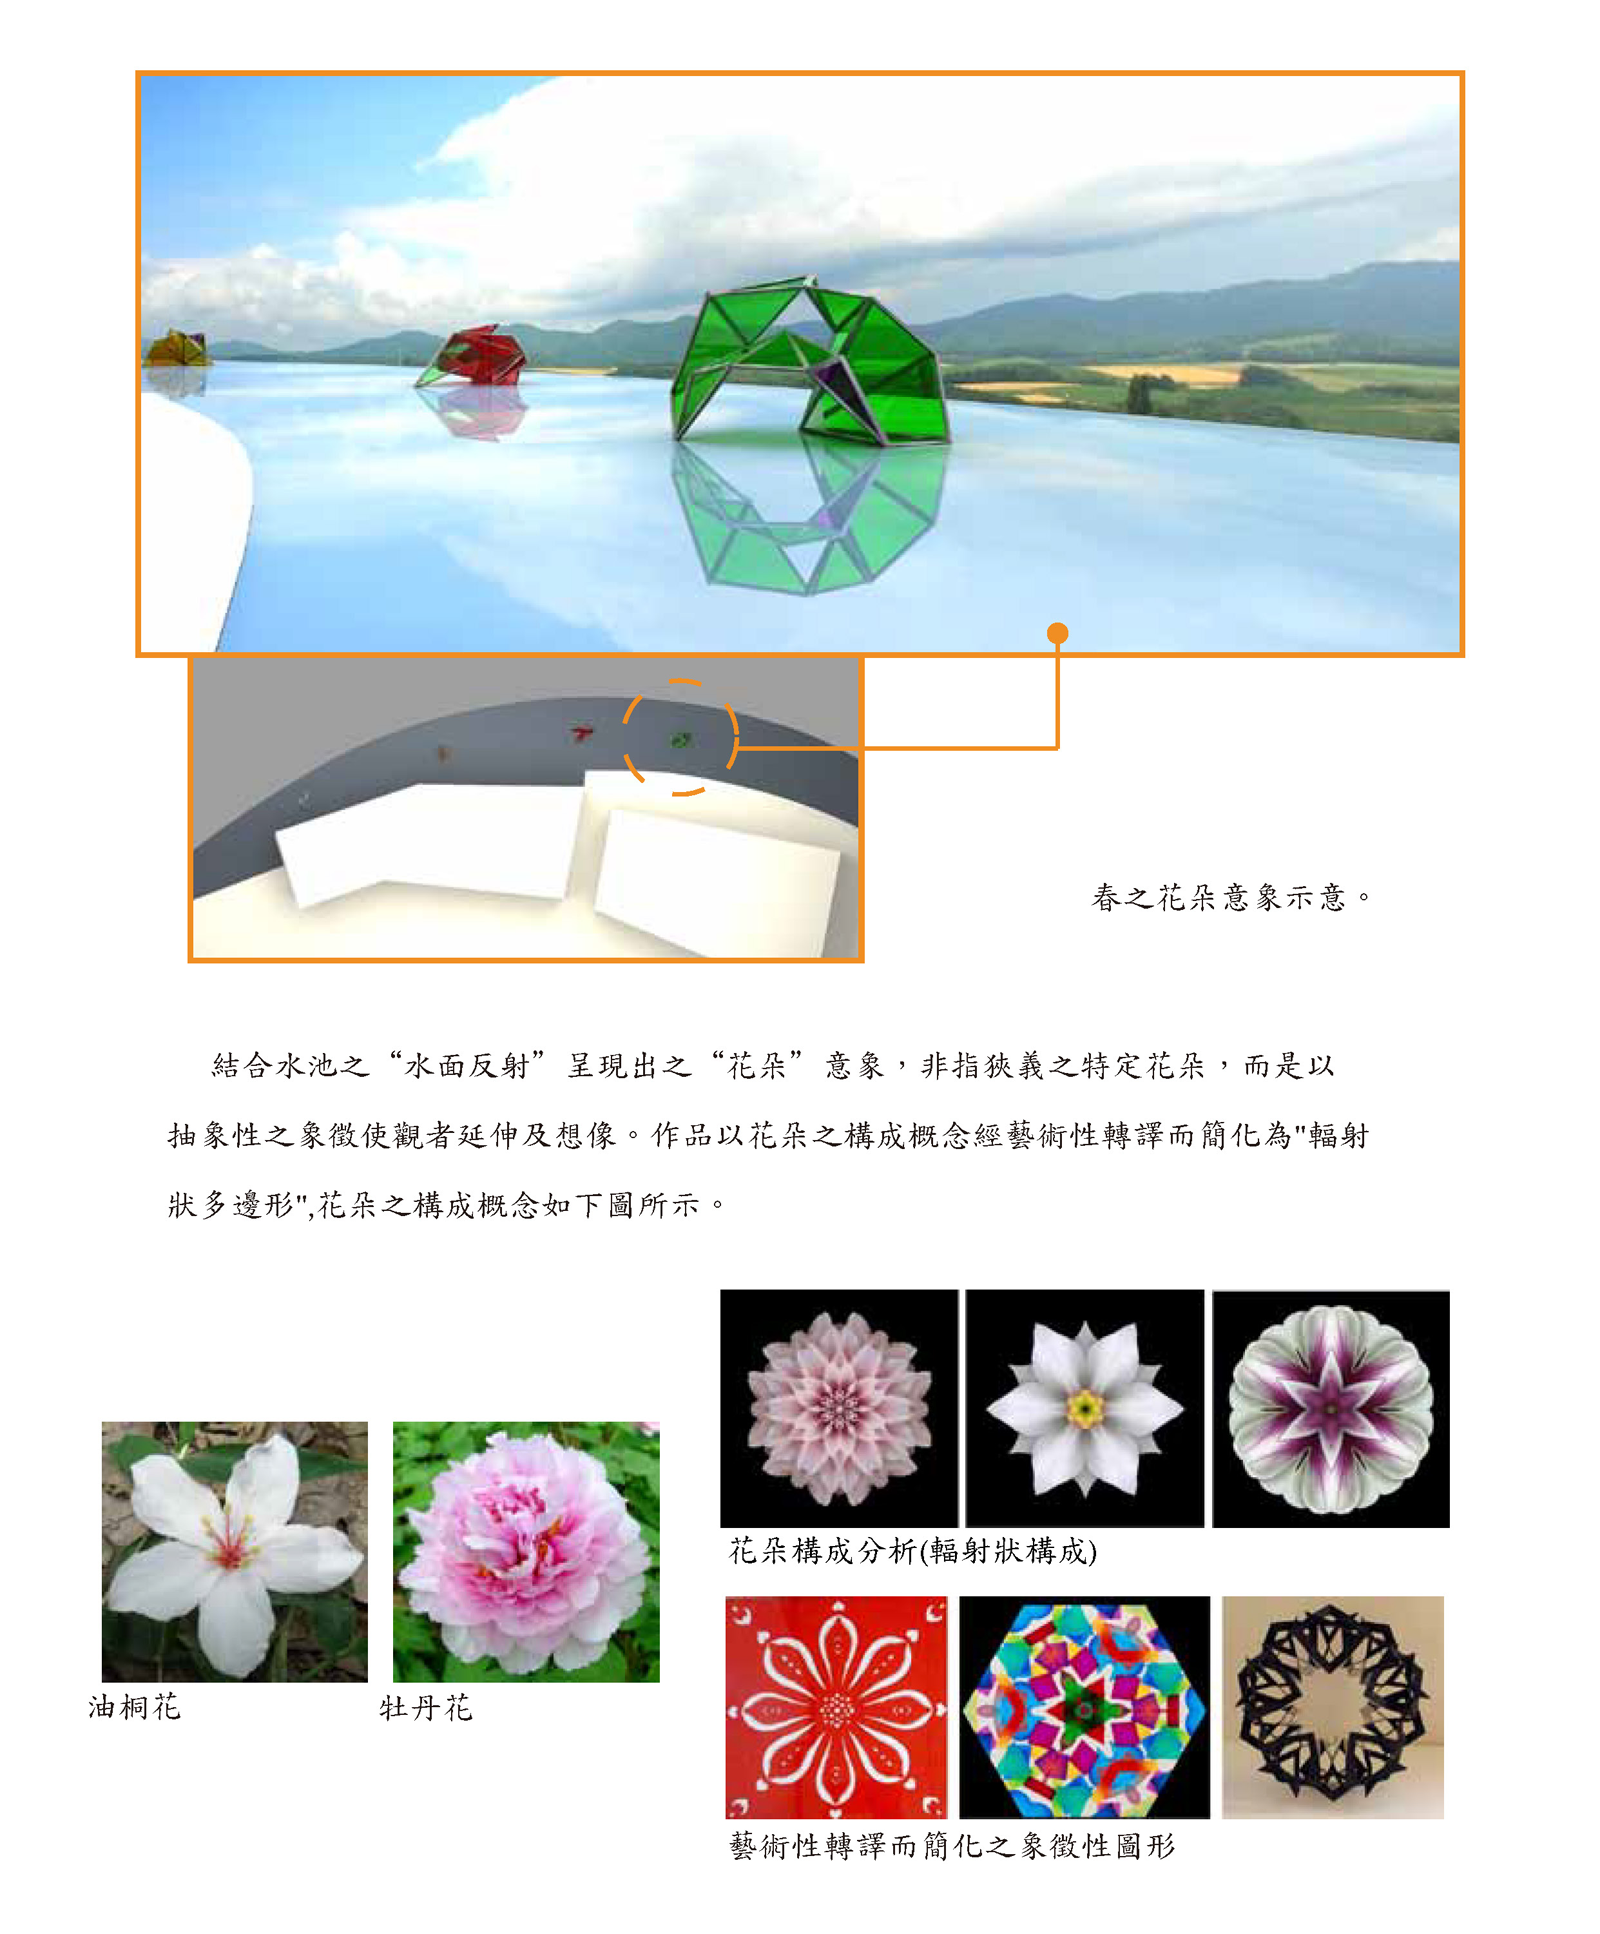 春之花朵意象示意。
結合水池之“水面反射”呈現出之“花朵”意象，非指狹義之特定花朵，而是以
抽象性之象徵使觀者延伸及想像。作品以花朵之構成概念經藝術性轉譯而簡化為"輻射
狀多邊形",花朵之構成概念如下圖所示。
花朵構成分析(輻射狀構成)
油桐花
牡丹花
藝術性轉譯而簡化之象徵性圖形